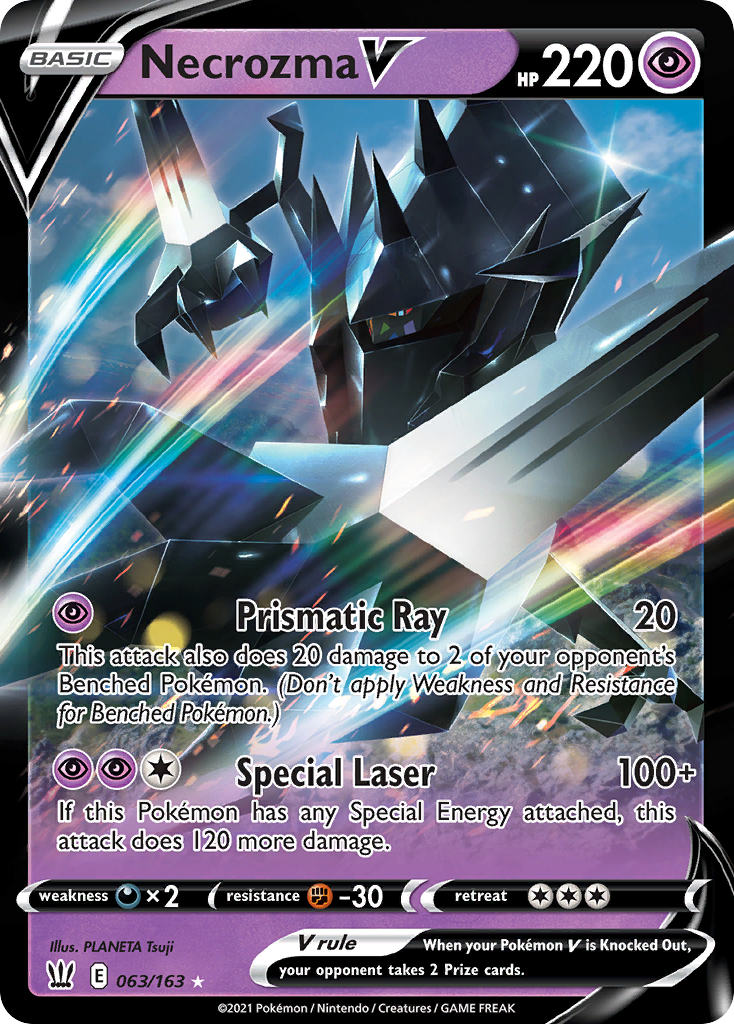 BASIC
Necrozma V
HP 220
Prismatic Ray 20
This attack also does 20 damage to 2 of your opponent's
Benched Pokémon. (Don't apply Weakness and Resistance
for Benched Pokémon.)
Special Laser 100+
If this Pokémon has any Special Energy attached, this
attack does 120 more damage.
weakness ×2 resistance -30 retreat
Illus. PLANETA Tsuji
V rule When your Pokémon V is Knocked Out,
your opponent takes 2 Prize cards.
E 063/163
©2021 Pokémon / Nintendo / Creatures / GAME FREAK